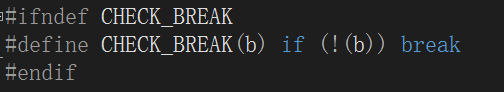 #ifndef CHECK_BREAK
#define CHECK_BREAK(b) if (!(b)) break
#endif